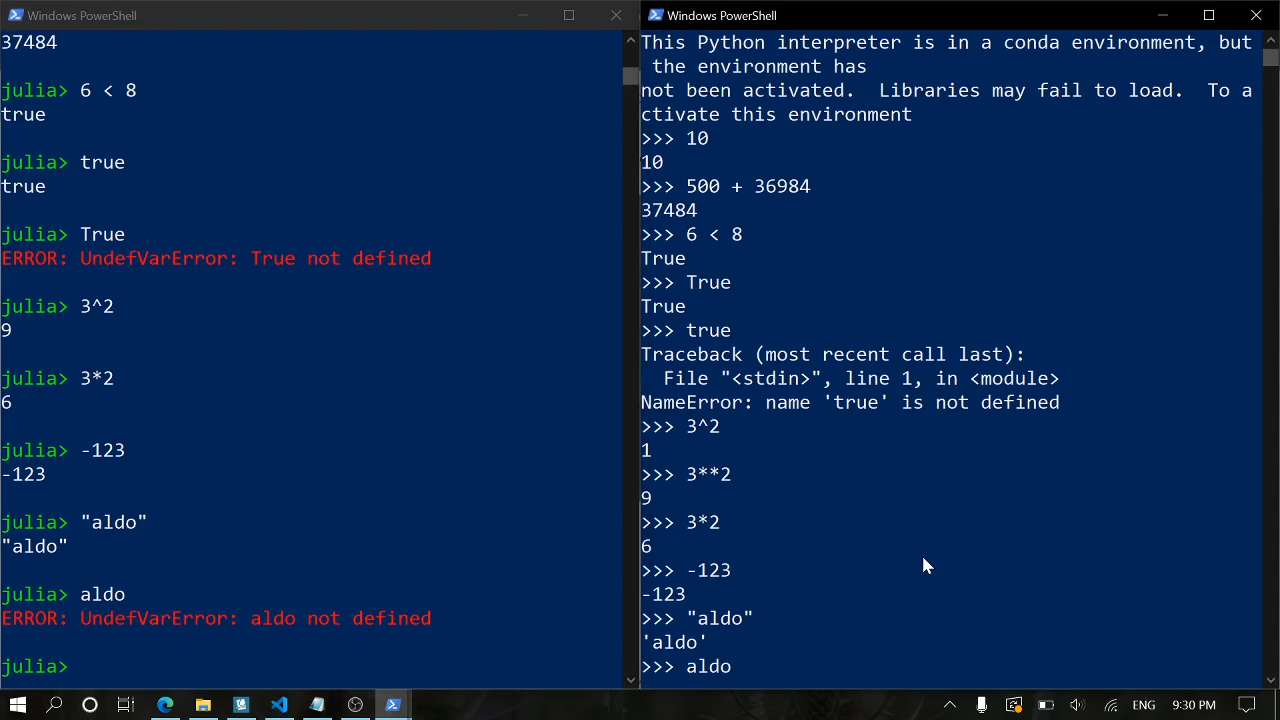 Windows PowerShell
37484
julia> 6 < 8
true
julia> true
true
julia> True
ERROR: UndefVarError: True not defined
julia> 3^2
9
julia> 3*2
6
julia> -123
-123
julia> "aldo"
"aldo"
julia> aldo
ERROR: UndefVarError: aldo not defined
julia>
Windows PowerShell
This Python interpreter is in a conda environment, but
the environment has
not been activated.  Libraries may fail to load.  To a
ctivate this environment
>>> 10
10
>>> 500 + 36984
37484
>>> 6 < 8
True
>>> True
True
>>> true
Traceback (most recent call last):
  File "<stdin>", line 1, in <module>
NameError: name 'true' is not defined
>>> 3^2
1
>>> 3**2
9
>>> 3*2
6
>>> -123
-123
>>> "aldo"
'aldo'
>>> aldo
ENG 9:30 PM